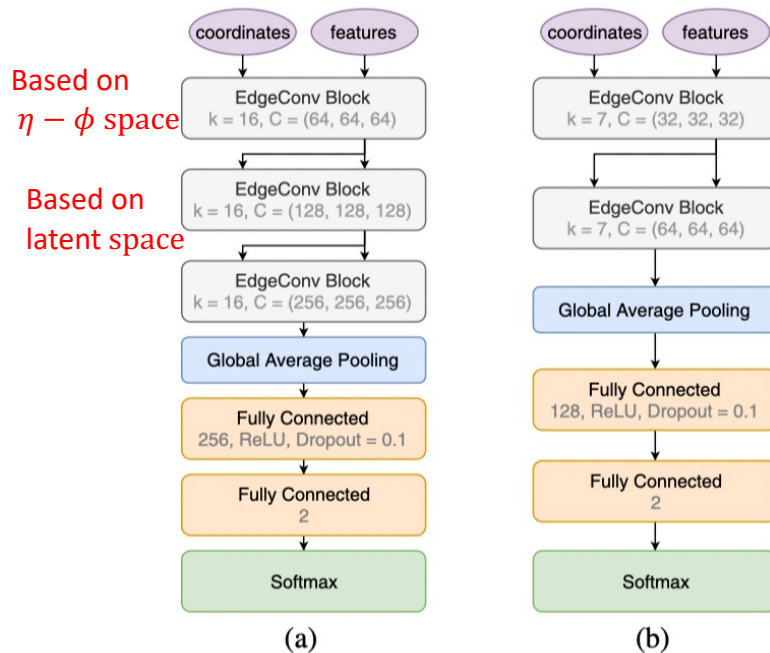 coordinates
features
Based on
η − ϕ space
EdgeConv Block
k = 16, C = (64, 64, 64)
Based on
latent space
EdgeConv Block
k = 16, C = (128, 128, 128)
EdgeConv Block
k = 16, C = (256, 256, 256)
Global Average Pooling
Fully Connected
256, ReLU, Dropout = 0.1
Fully Connected
2
Softmax
(a)
coordinates
features
EdgeConv Block
k = 7, C = (32, 32, 32)
EdgeConv Block
k = 7, C = (64, 64, 64)
Global Average Pooling
Fully Connected
128, ReLU, Dropout = 0.1
Fully Connected
2
Softmax
(b)